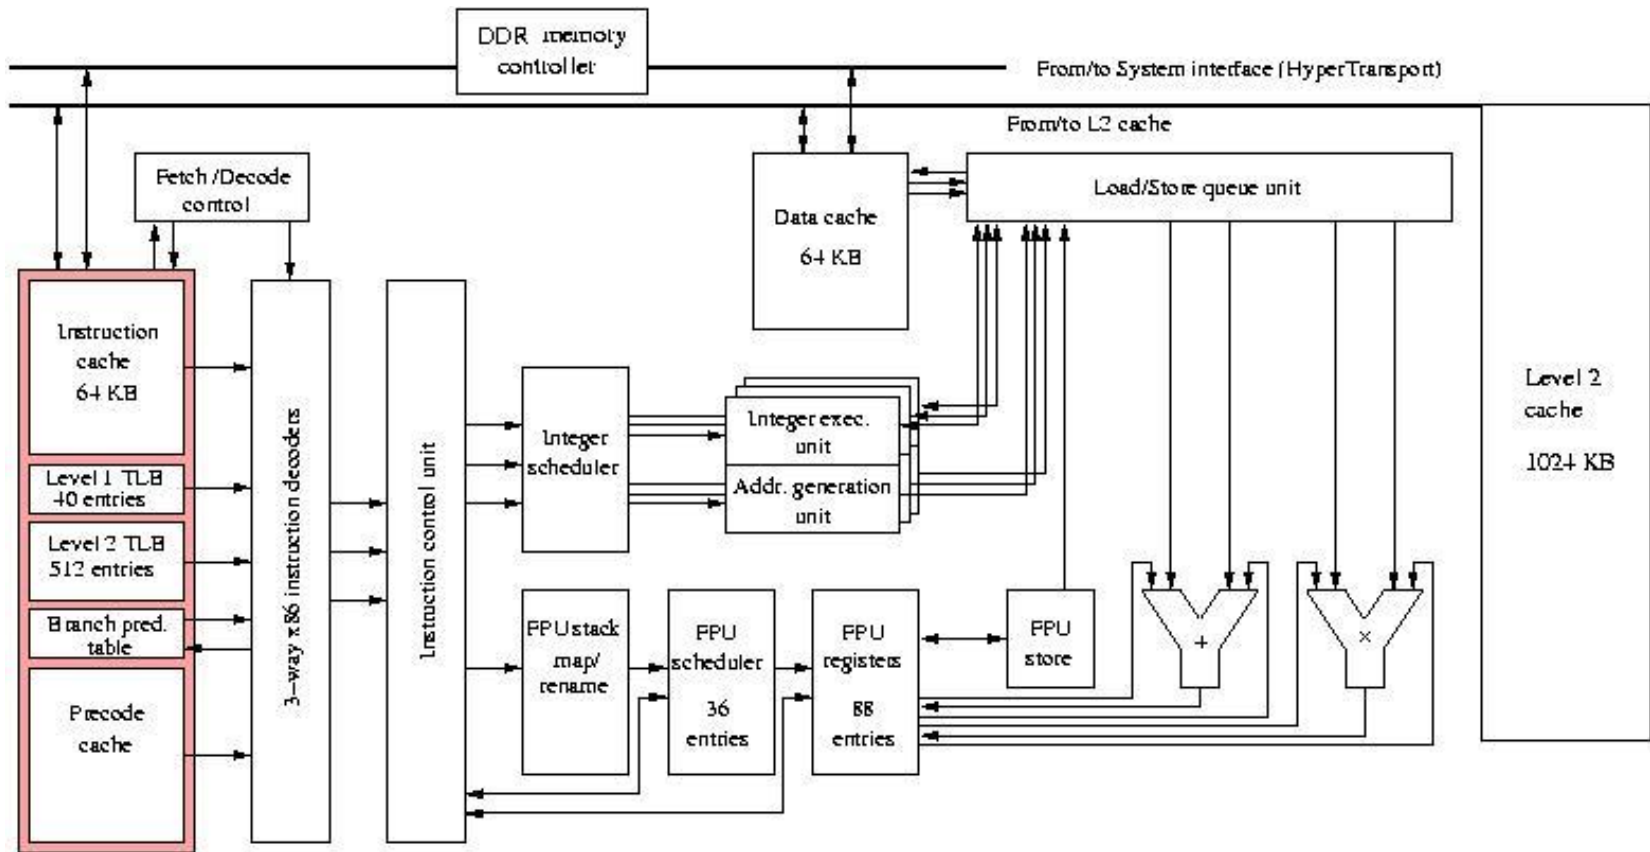 DDR memory
controller
From/to System interface (HyperTransport)
From/to L2 cache
Fetch /Decode
control
Data cache
64 KB
Load/Store queue unit
Instruction
cache
64 KB
Level 1 TLB
40 entries
Level 2 TLB
512 entries
Branch pred.
table
Precode
cache
3-way x86 instruction decoders
Instruction control unit
Integer
scheduler
Integer exec.
unit
Addr. generation
unit
Level 2
cache
1024 KB
FPU stack
map/
rename
FPU
scheduler
36
entries
FPU
registers
88
entries
FPU
store
+
×